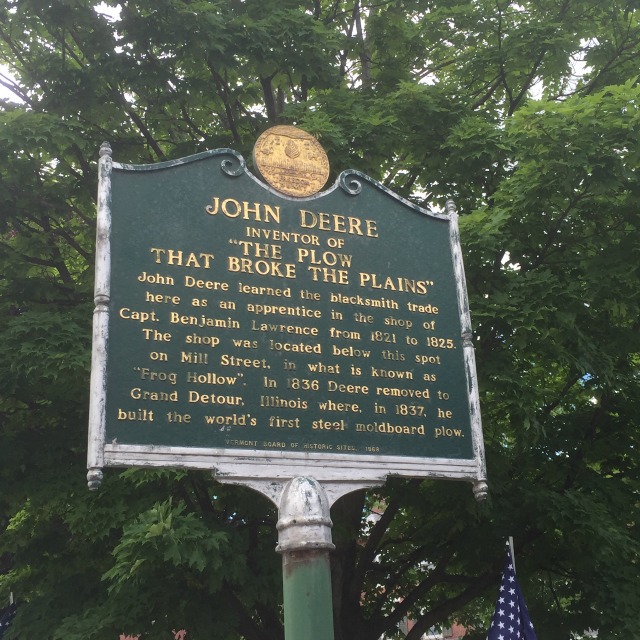 JOHN DEERE
INVENTOR OF
"THE PLOW
THAT BROKE THE PLAINS"
John Deere learned the blacksmith trade
here as an apprentice in the shop of
Capt. Benjamin Lawrence from 1821 to 1825.
The shop was located below this spot
on Mill Street, in what is known as
"Frog Hollow". In 1836 Deere removed to
Grand Detour, Illinois where, in 1837, he
built the world's first steel moldboard plow.
VERMONT BOARD OF HISTORIC SITES